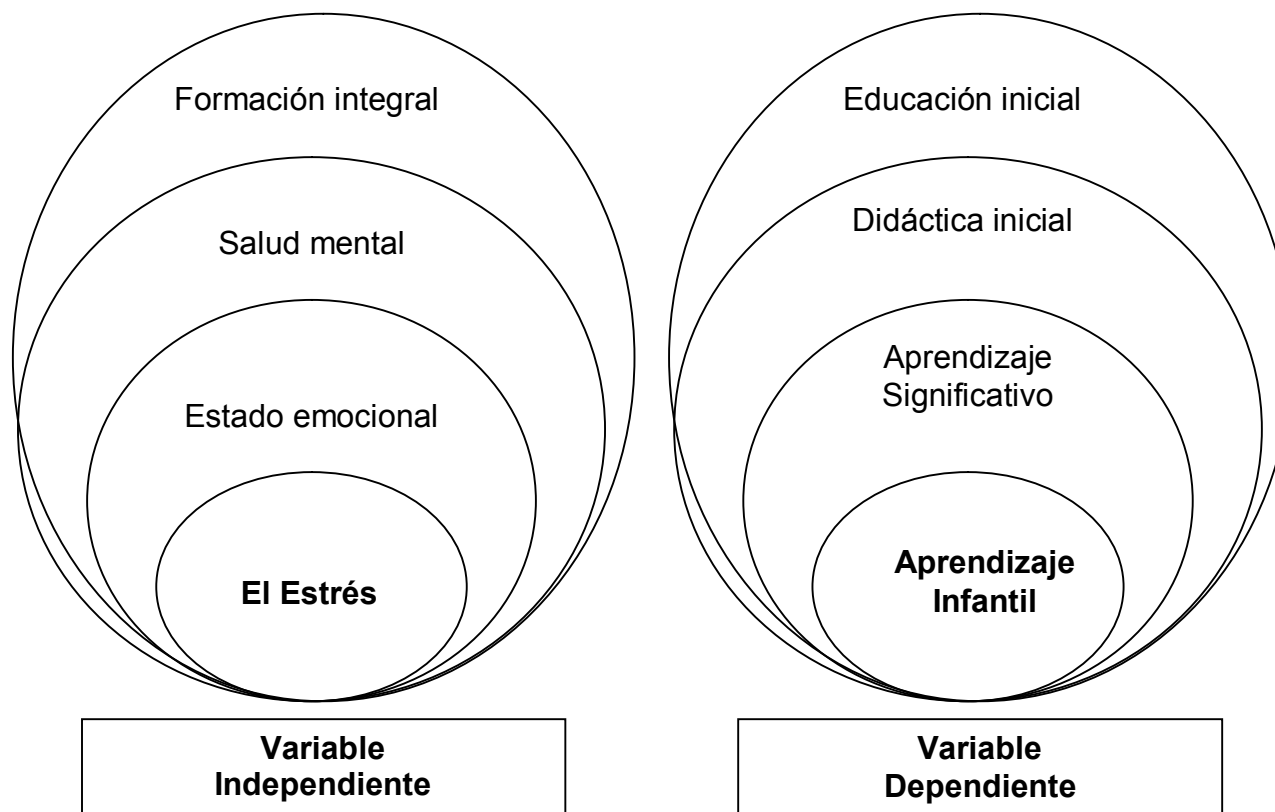 Formación integral
Salud mental
Estado emocional
El Estrés
Variable
Independiente
Educación inicial
Didáctica inicial
Aprendizaje
Significativo
Aprendizaje
Infantil
Variable
Dependiente